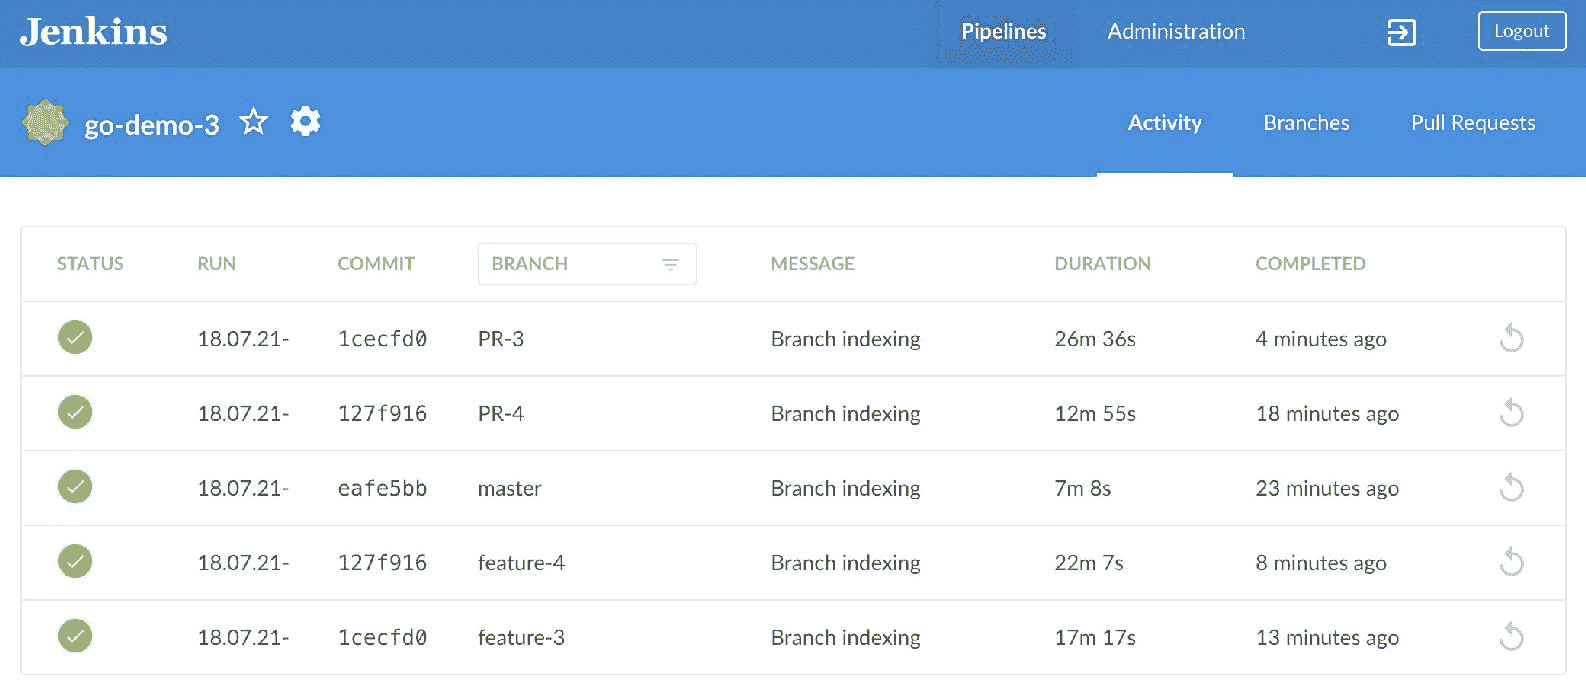 Jenkins Pipelines Administration Logout
go-demo-3 Activity Branches Pull Requests
STATUS RUN COMMIT BRANCH MESSAGE DURATION COMPLETED
18.07.21- 1cecfd0 PR-3 Branch indexing 26m 36s 4 minutes ago
18.07.21- 127f916 PR-4 Branch indexing 12m 55s 18 minutes ago
18.07.21- eafe5bb master Branch indexing 7m 8s 23 minutes ago
18.07.21- 127f916 feature-4 Branch indexing 22m 7s 8 minutes ago
18.07.21- 1cecfd0 feature-3 Branch indexing 17m 17s 13 minutes ago